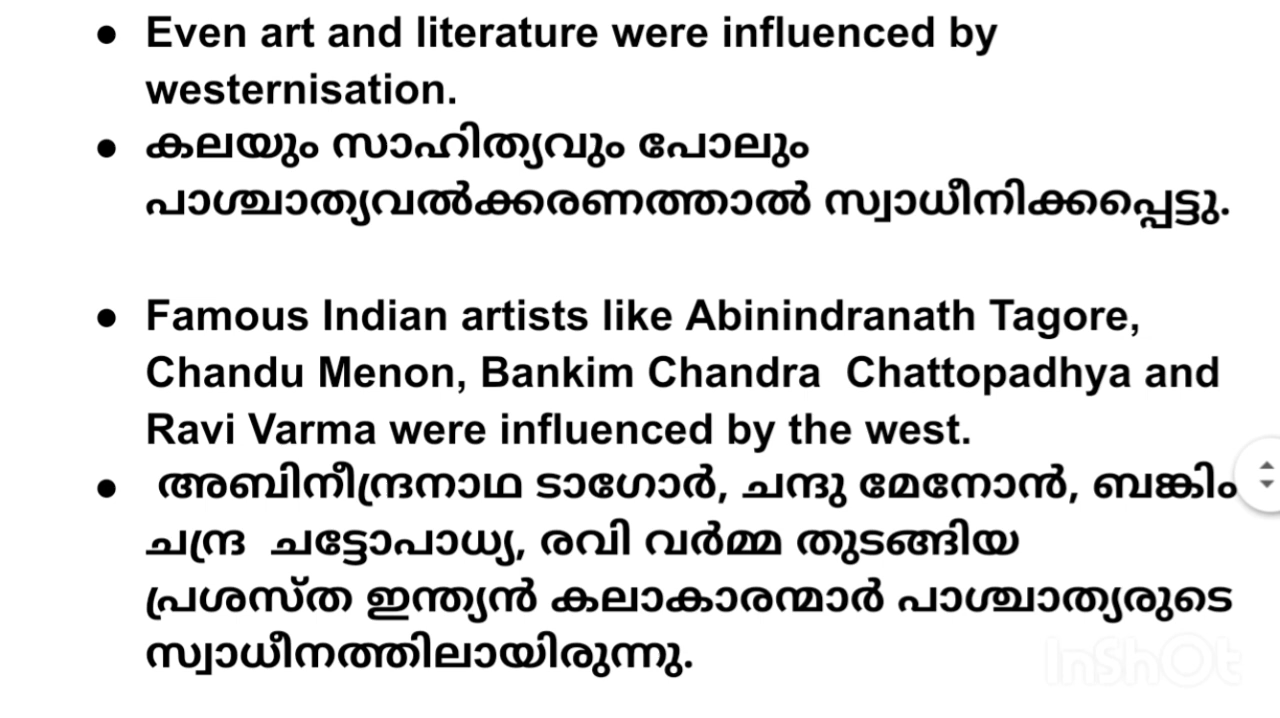 ● Even art and literature were influenced by
westernisation.
● കലയും സാഹിത്യവും പോലും
പാശ്ചാത്യവൽക്കരണത്താൽ സ്വാധീനിക്കപ്പെട്ടു.
● Famous Indian artists like Abinindranath Tagore,
Chandu Menon, Bankim Chandra  Chattopadhya and
Ravi Varma were influenced by the west.
● അബിനീന്ദ്രനാഥ ടാഗോർ, ചന്ദു മേനോൻ, ബങ്കിം
ചന്ദ്ര  ചട്ടോപാധ്യ, രവി വർമ്മ തുടങ്ങിയ
പ്രശസ്ത ഇന്ത്യൻ കലാകാരന്മാർ പാശ്ചാത്യരുടെ
സ്വാധീനത്തിലായിരുന്നു.
InShOt